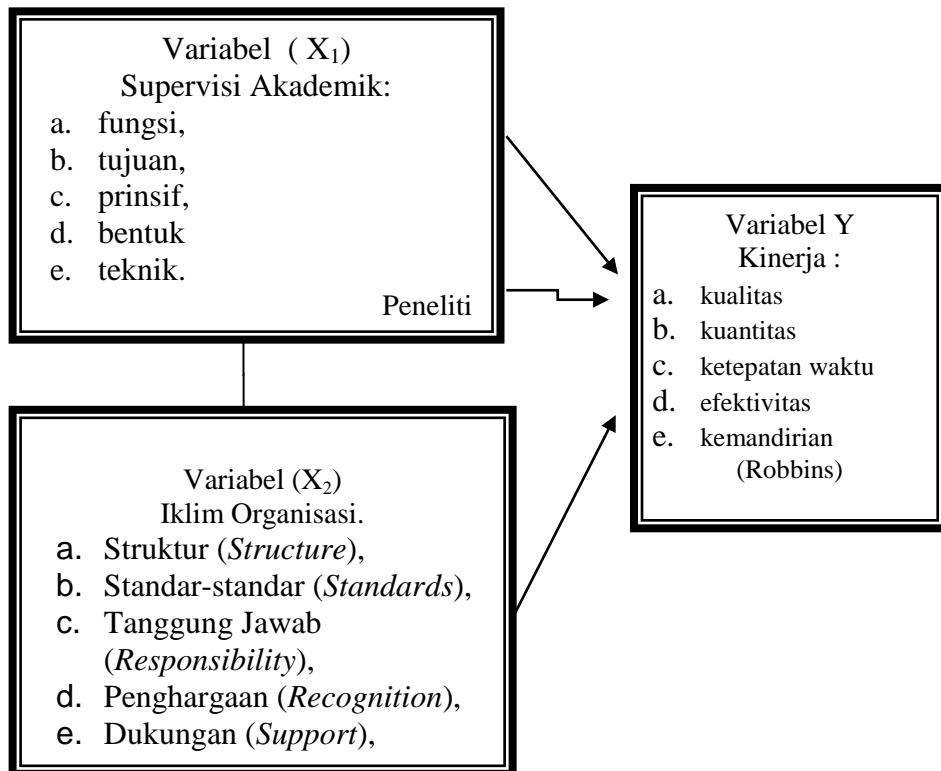 Variabel ( X₁)
Supervisi Akademik:
a. fungsi,
b. tujuan,
c. prinsif,
d. bentuk
e. teknik.
Peneliti
Variabel Y
Kinerja :
a. kualitas
b. kuantitas
c. ketepatan waktu
d. efektivitas
e. kemandirian
(Robbins)
Variabel (X₂)
Iklim Organisasi.
a. Struktur (Structure),
b. Standar-standar (Standards),
c. Tanggung Jawab
(Responsibility),
d. Penghargaan (Recognition),
e. Dukungan (Support),